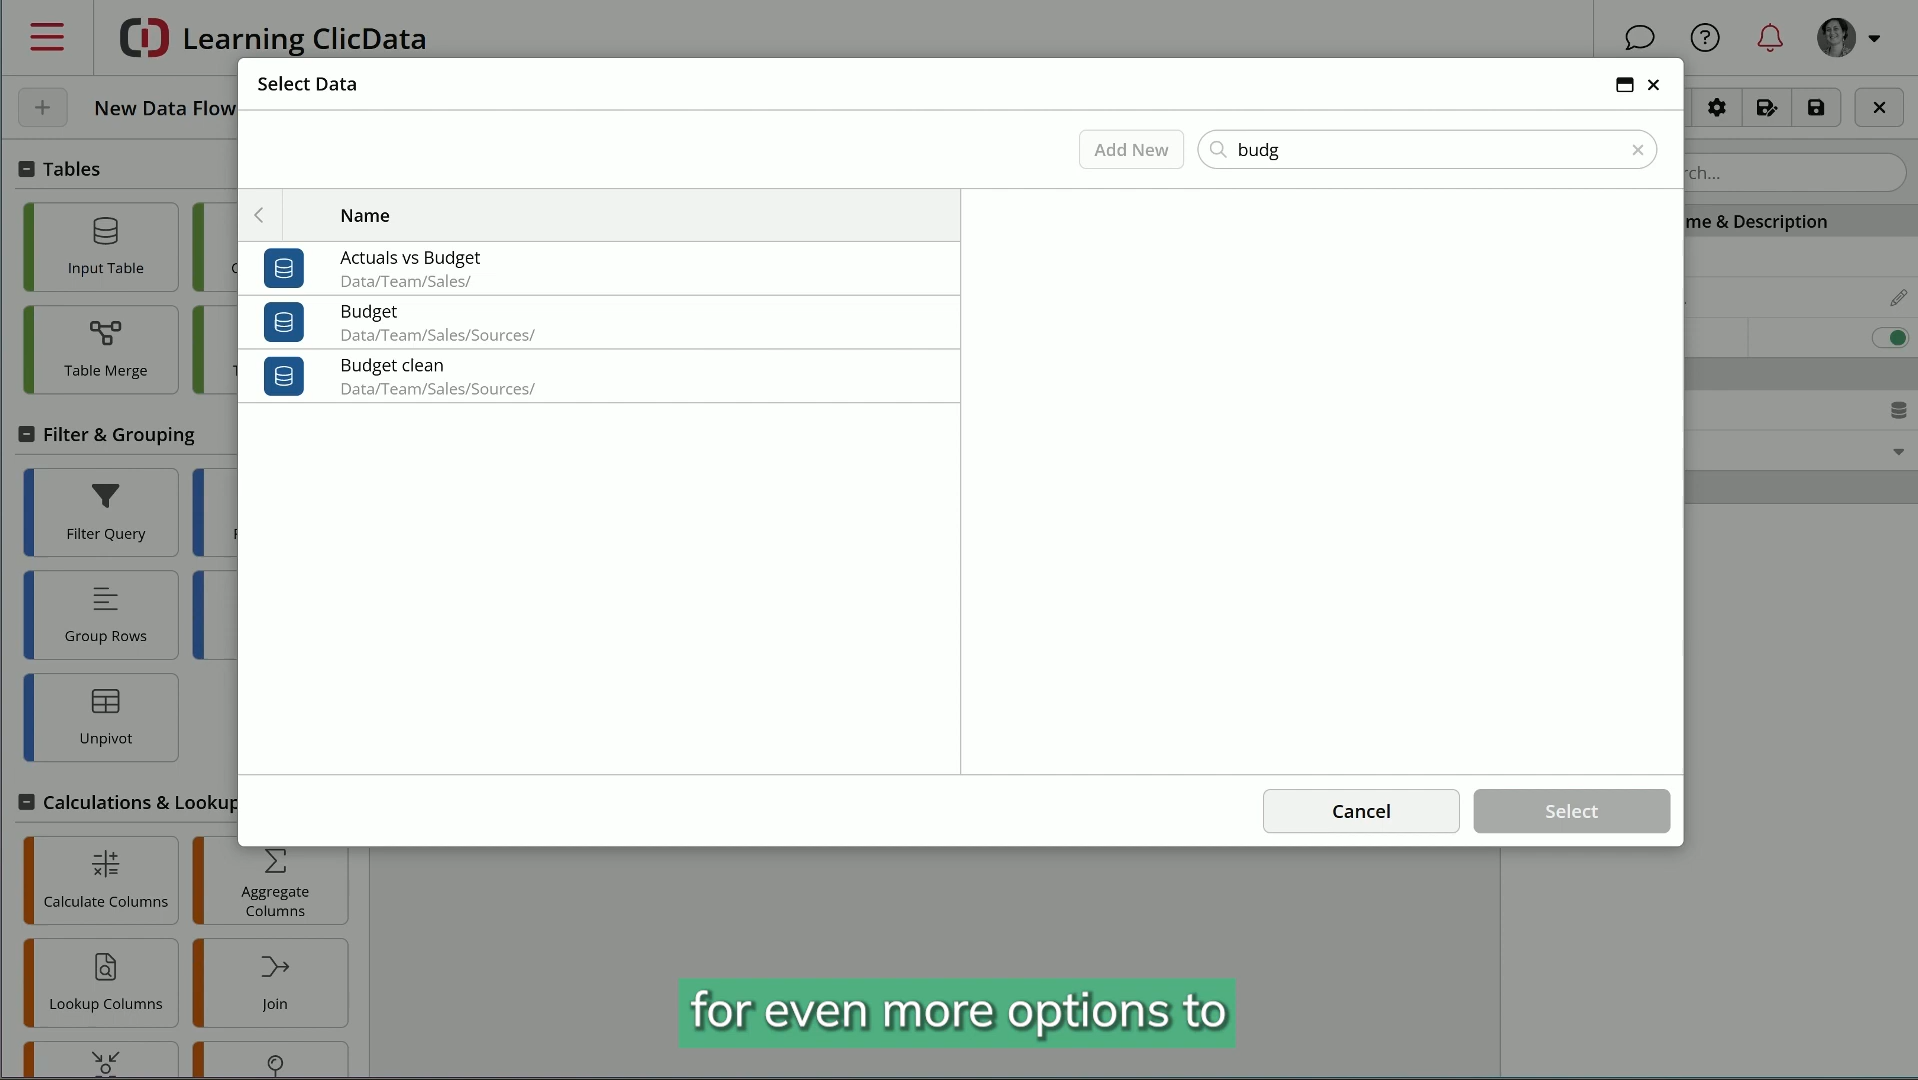 Learning ClicData
Select Data
New Data Flow
Add New
budg
rch...
Tables
Name
me & Description
Input Table
Actuals vs Budget
Data/Team/Sales/
Budget
Data/Team/Sales/Sources/
Table Merge
Budget clean
Data/Team/Sales/Sources/
Filter & Grouping
Filter Query
Group Rows
Unpivot
Calculations & Lookup
Cancel
Select
Calculate Columns
Aggregate
Columns
Lookup Columns
Join
for even more options to